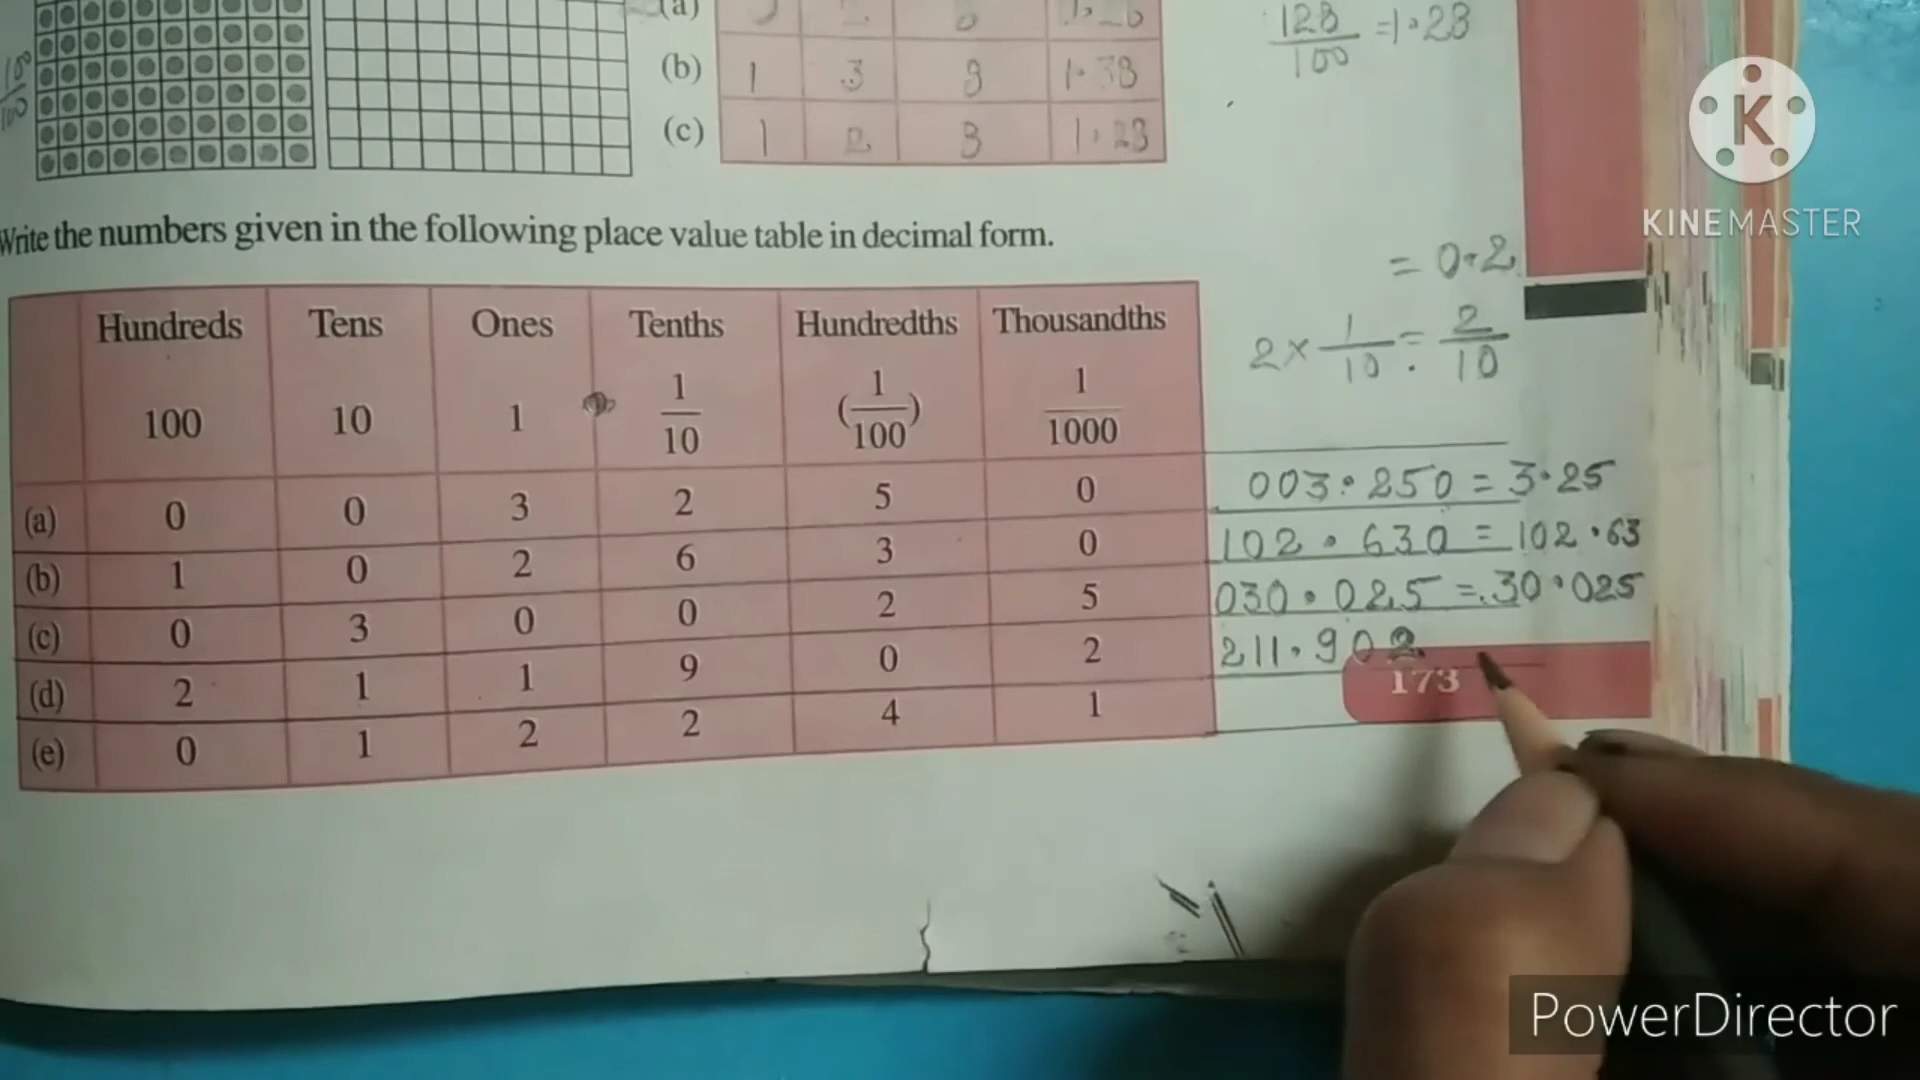 (a)
128/100 = 1.28
(b) 1 3 8 1.38
(c) 1 2 3 1.23
100/100
K
KINEMASTER
Write the numbers given in the following place value table in decimal form.
= 0.2
2 × 1/10 = 2/10
Hundreds Tens Ones Tenths Hundredths Thousandths
100 10 1 1/10 (1/100) 1/1000
(a) 0 0 3 2 5 0 003.250 = 3.25
(b) 1 0 2 6 3 0 102.630 = 102.63
(c) 0 3 0 0 2 5 030.025 = 30.025
(d) 2 1 1 9 0 2 211.902
(e) 0 1 2 2 4 1
173
PowerDirector